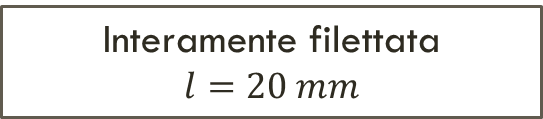 Interamente filettata
l = 20 mm